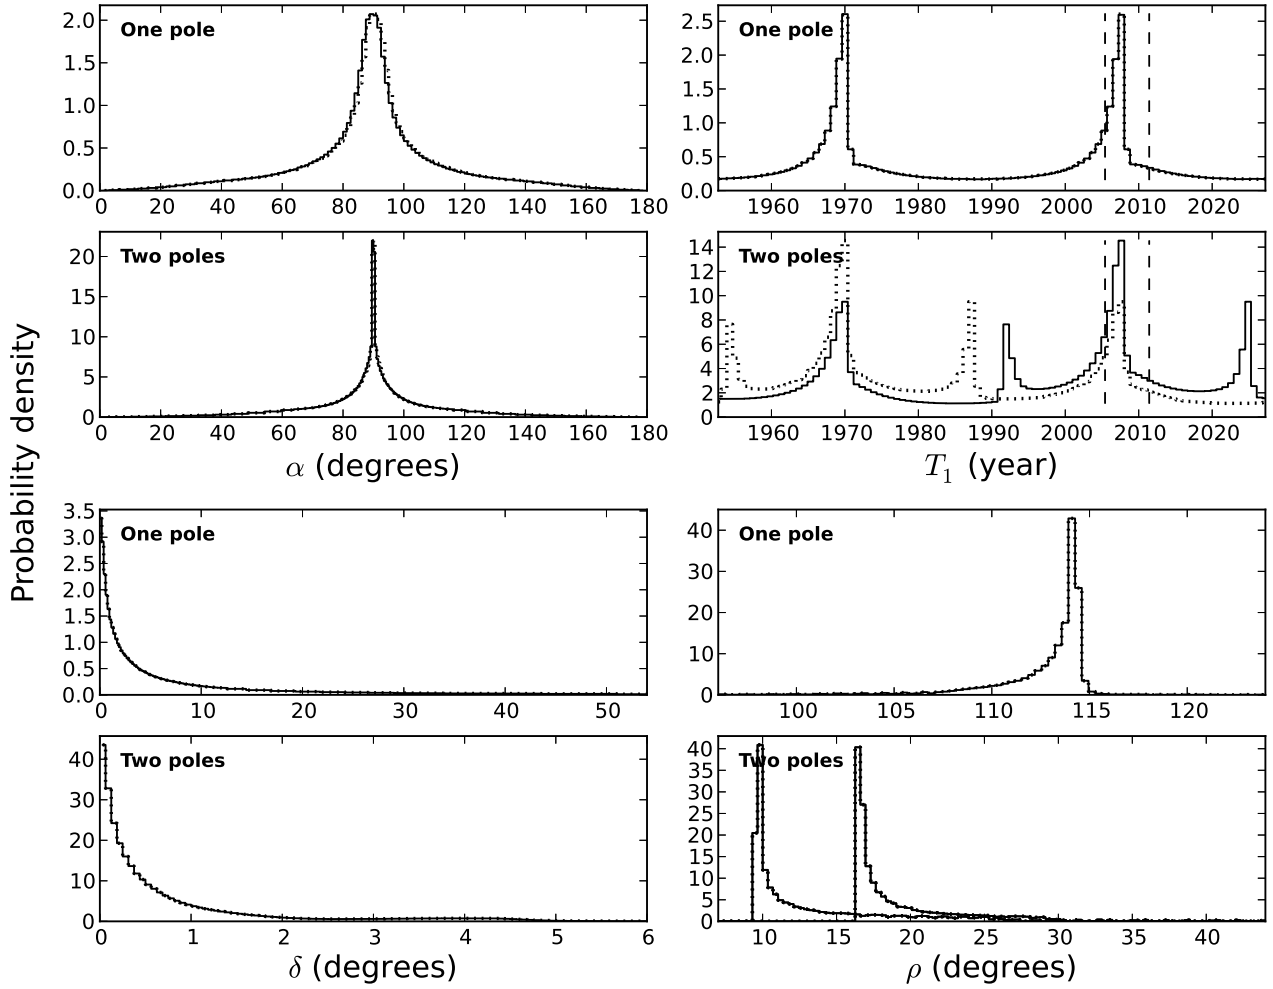 Probability density
One pole
2.0
1.5
1.0
0.5
0.0
0 20 40 60 80 100 120 140 160 180
One pole
2.5
2.0
1.5
1.0
0.5
0.0
1960 1970 1980 1990 2000 2010 2020
Two poles
20
15
10
5
0
0 20 40 60 80 100 120 140 160 180
α (degrees)
Two poles
14
12
10
8
6
4
2
0
1960 1970 1980 1990 2000 2010 2020
T1 (year)
One pole
3.5
3.0
2.5
2.0
1.5
1.0
0.5
0.0
0 10 20 30 40 50
One pole
40
30
20
10
0
100 105 110 115 120
Two poles
40
30
20
10
0
0 1 2 3 4 5 6
δ (degrees)
Two poles
40
35
30
25
20
15
10
5
0
10 15 20 25 30 35 40
ρ (degrees)